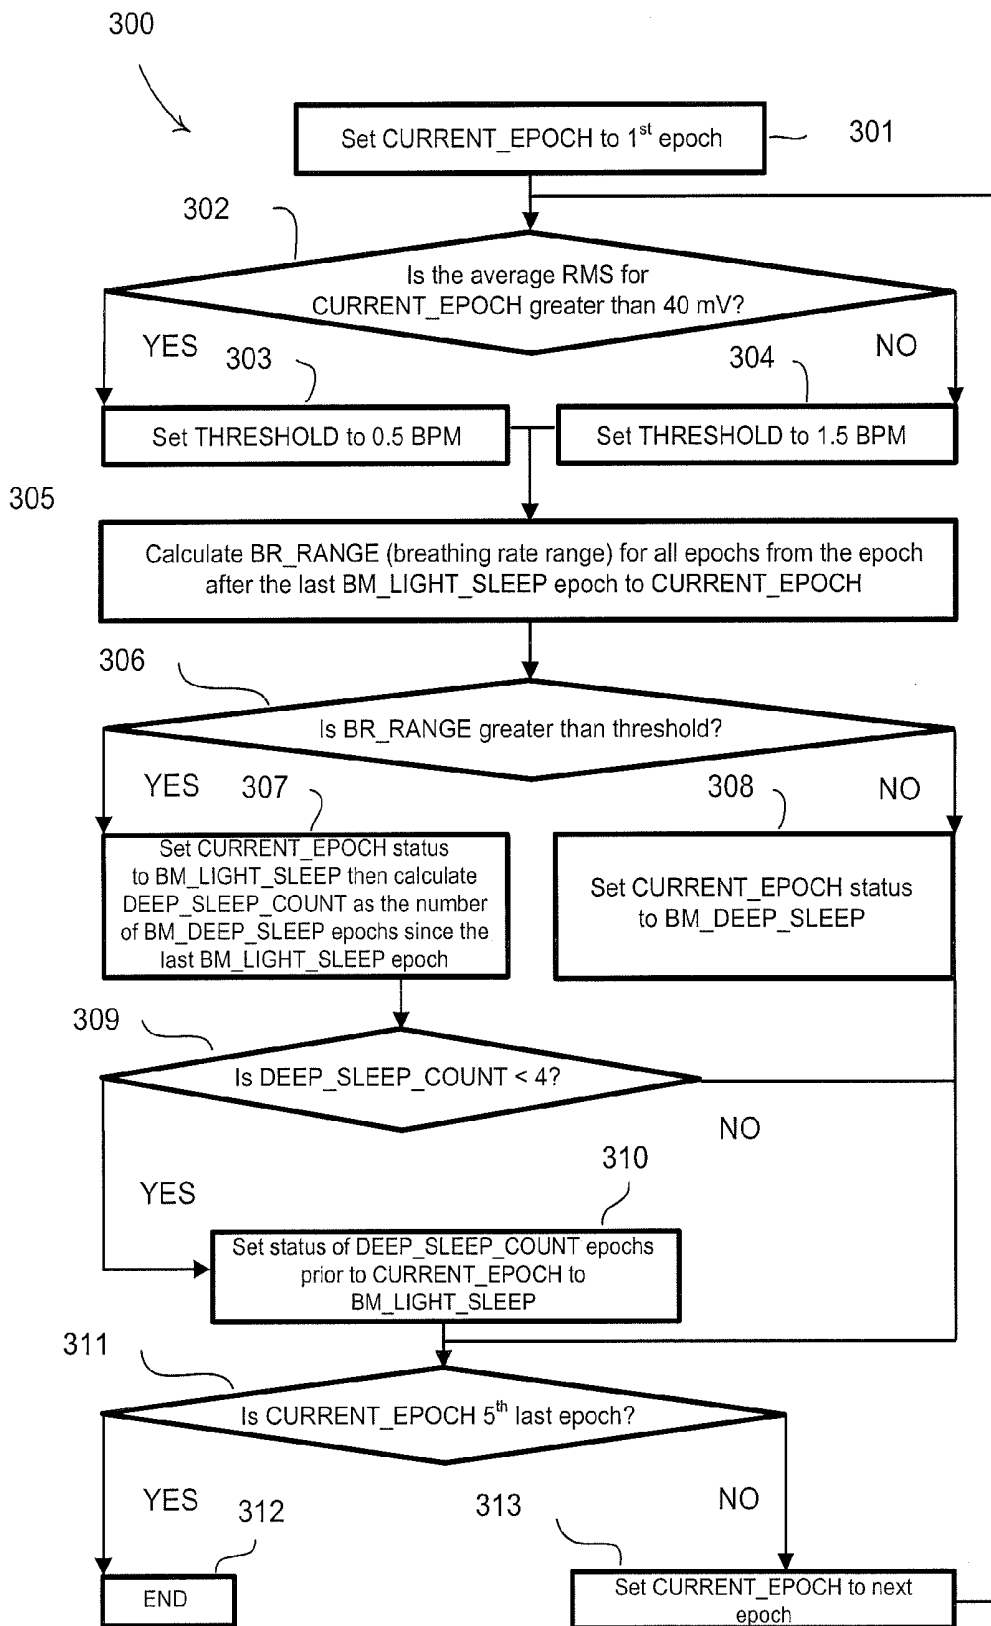 300
Set CURRENT_EPOCH to 1st epoch
301
302
Is the average RMS for
CURRENT_EPOCH greater than 40 mV?
YES
NO
303
304
Set THRESHOLD to 0.5 BPM
Set THRESHOLD to 1.5 BPM
305
Calculate BR_RANGE (breathing rate range) for all epochs from the epoch
after the last BM_LIGHT_SLEEP epoch to CURRENT_EPOCH
306
Is BR_RANGE greater than threshold?
YES
NO
307
308
Set CURRENT_EPOCH status
to BM_LIGHT_SLEEP then calculate
DEEP_SLEEP_COUNT as the number
of BM_DEEP_SLEEP epochs since the
last BM_LIGHT_SLEEP epoch
Set CURRENT_EPOCH status
to BM_DEEP_SLEEP
309
Is DEEP_SLEEP_COUNT < 4?
NO
YES
310
Set status of DEEP_SLEEP_COUNT epochs
prior to CURRENT_EPOCH to
BM_LIGHT_SLEEP
311
Is CURRENT_EPOCH 5th last epoch?
YES
NO
312
313
END
Set CURRENT_EPOCH to next
epoch